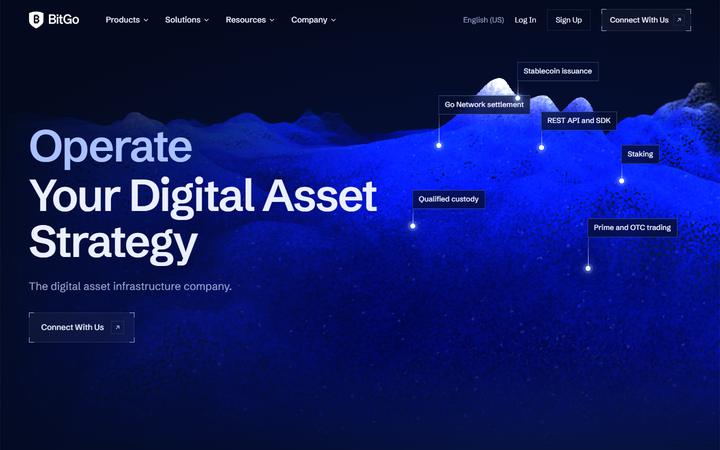 BitGo
Products
Solutions
Resources
Company
English (US)
Log In
Sign Up
Connect With Us
Stablecoin issuance
Go Network settlement
REST API and SDK
Staking
Qualified custody
Prime and OTC trading
Operate
Your Digital Asset
Strategy
The digital asset infrastructure company.
Connect With Us